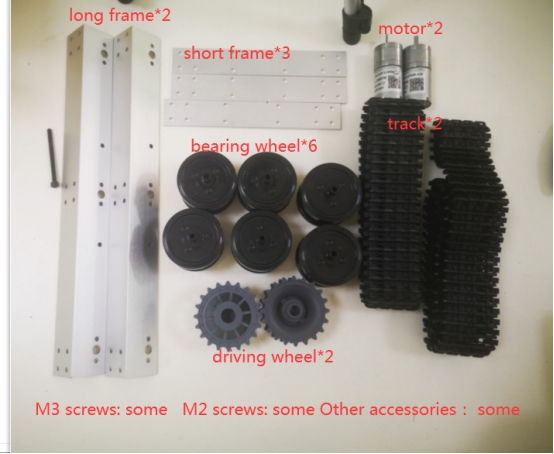 long frame*2
motor*2
short frame*3
track*2
bearing wheel*6
driving wheel*2
M3 screws: some M2 screws: some Other accessories： some